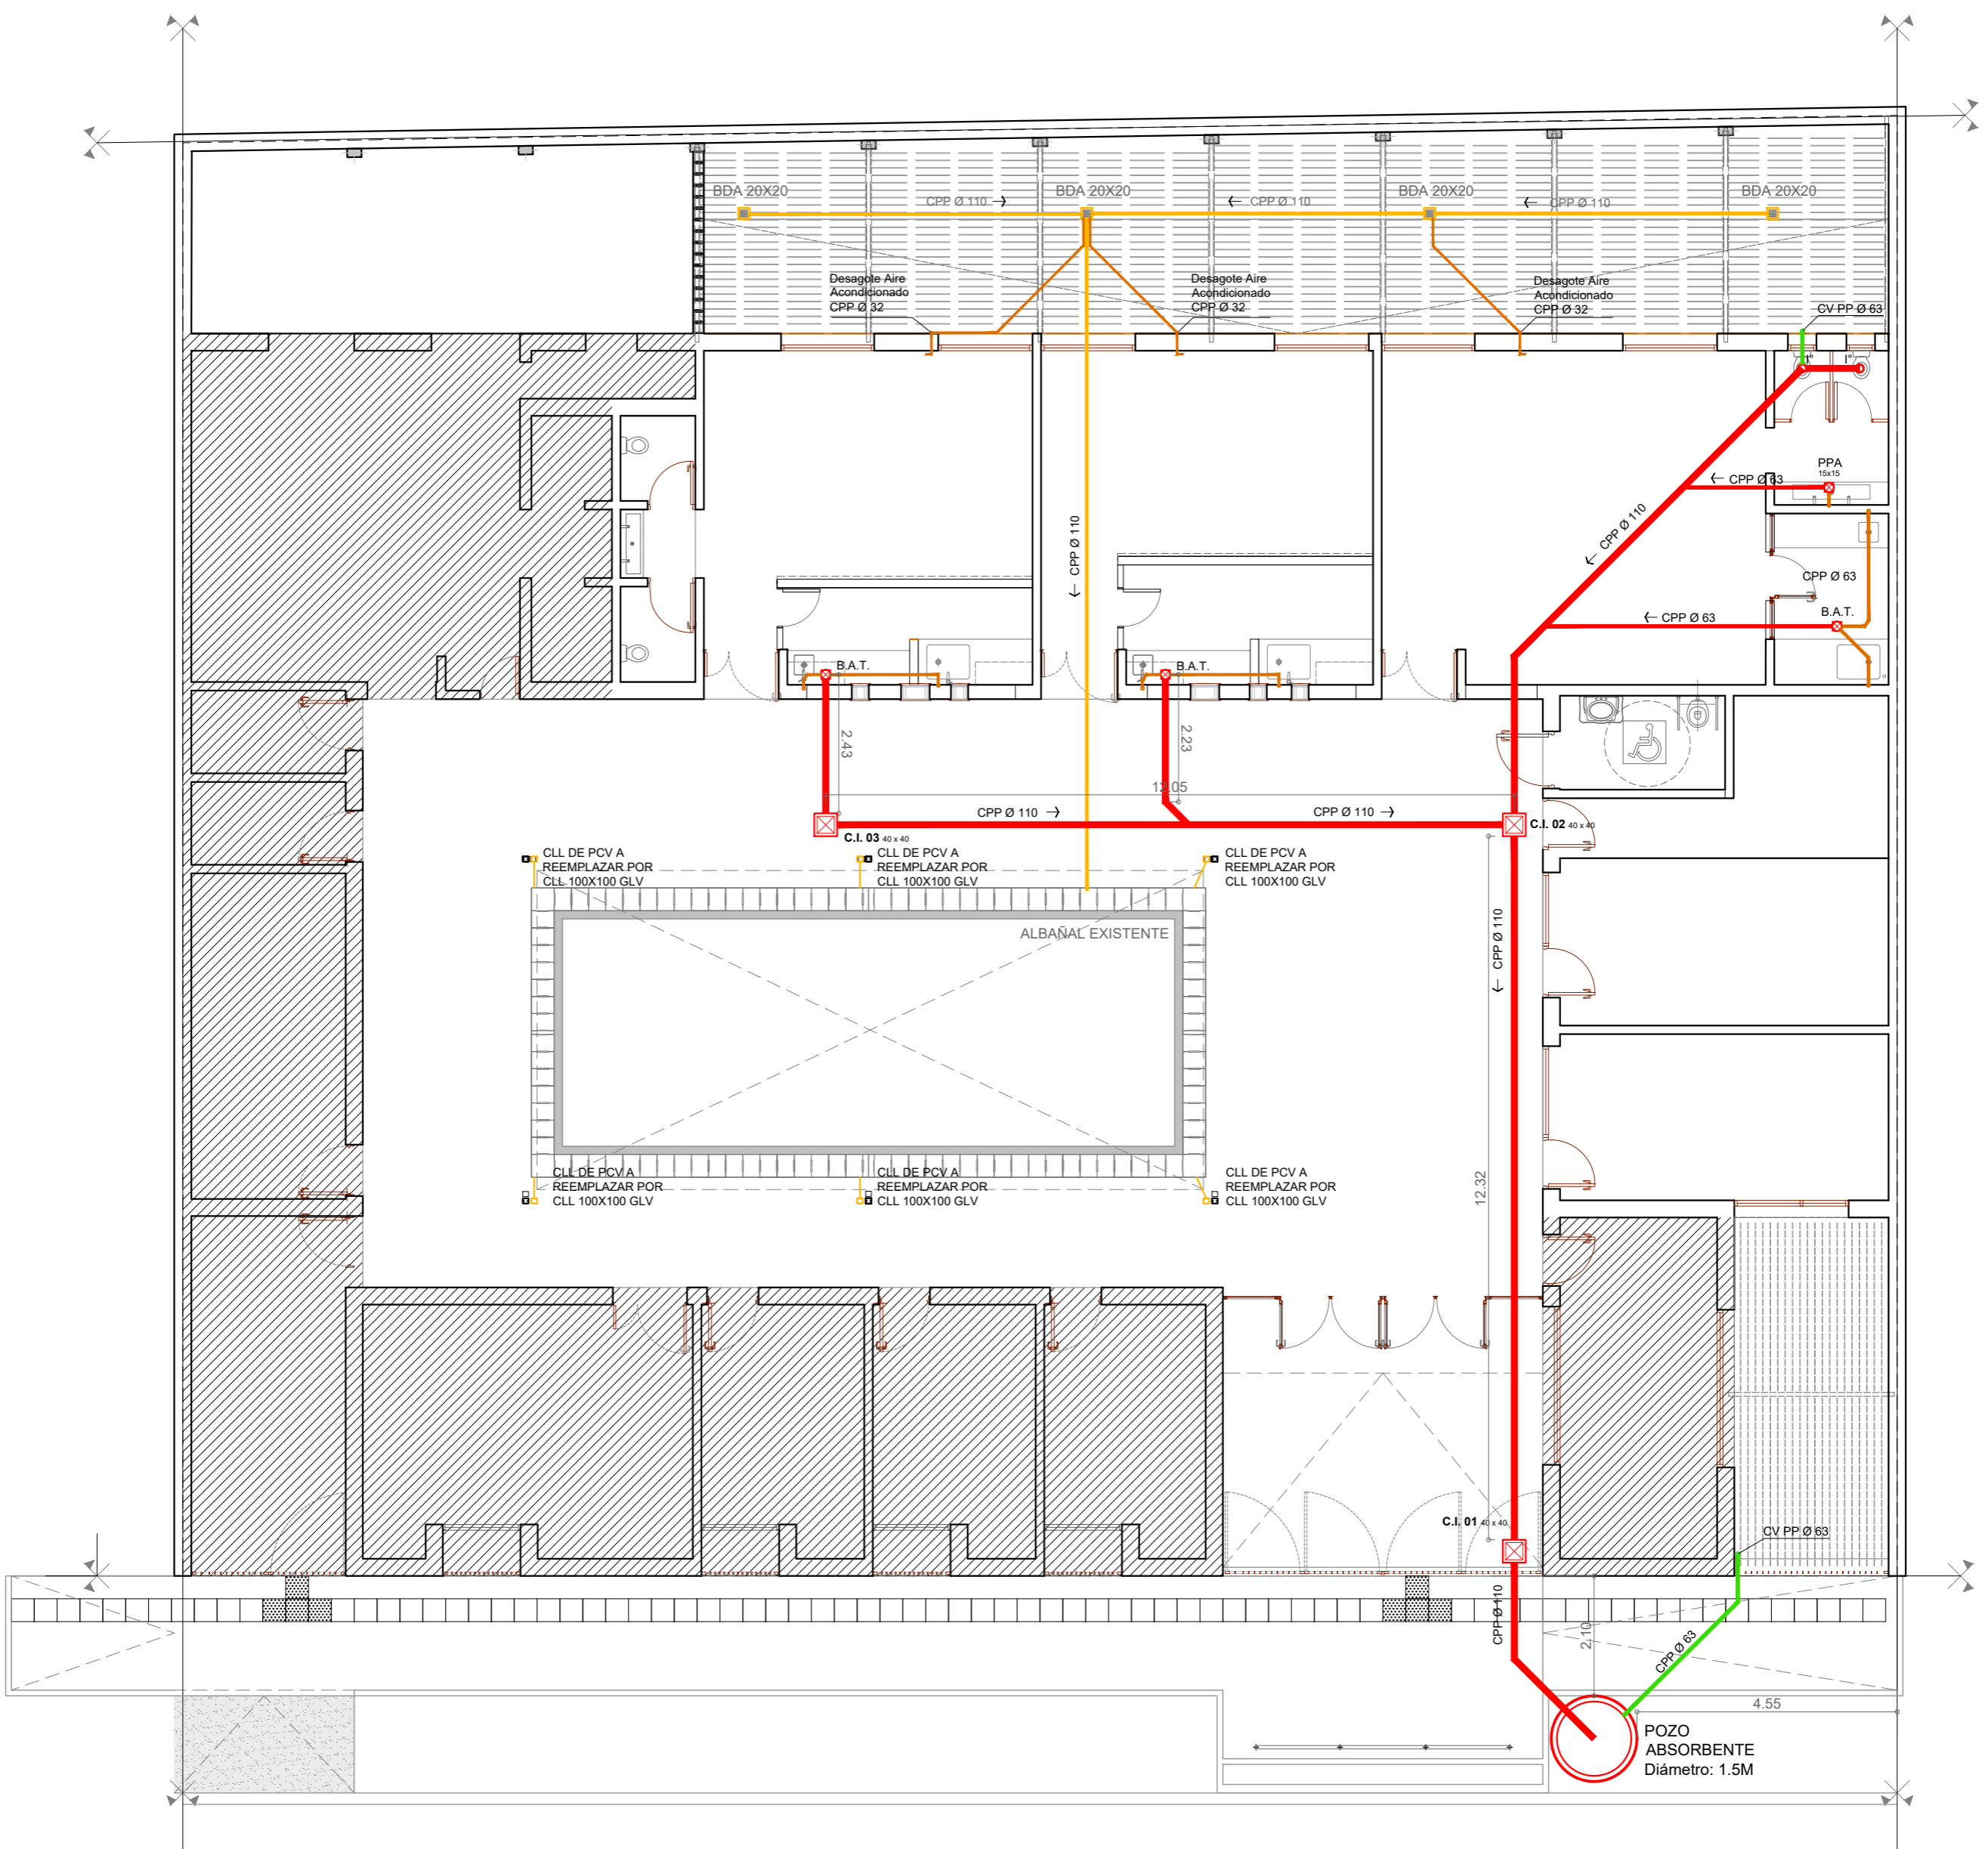 BDA 20X20
CPP Ø 110
BDA 20X20
CPP Ø 110
BDA 20X20
CPP Ø 110
BDA 20X20
Desagote Aire
Acondicionado
CPP Ø 32
Desagote Aire
Acondicionado
CPP Ø 32
Desagote Aire
Acondicionado
CPP Ø 32
CV PP Ø 63
I°
I°
PPA
15x15
CPP Ø 63
CPP Ø 110
CPP Ø 110
CPP Ø 63
B.A.T.
CPP Ø 63
B.A.T.
B.A.T.
2.43
2.23
12.05
CPP Ø 110
CPP Ø 110
C.I. 03 40 x 40
C.I. 02 40 x 40
CLL DE PCV A
REEMPLAZAR POR
CLL 100X100 GLV
CLL DE PCV A
REEMPLAZAR POR
CLL 100X100 GLV
CLL DE PCV A
REEMPLAZAR POR
CLL 100X100 GLV
ALBAÑAL EXISTENTE
CPP Ø 110
CLL DE PCV A
REEMPLAZAR POR
CLL 100X100 GLV
CLL DE PCV A
REEMPLAZAR POR
CLL 100X100 GLV
CLL DE PCV A
REEMPLAZAR POR
CLL 100X100 GLV
12.32
C.I. 01 40 x 40
CV PP Ø 63
CPP Ø 110
2.10
CPP Ø 63
4.55
POZO
ABSORBENTE
Diámetro: 1.5M